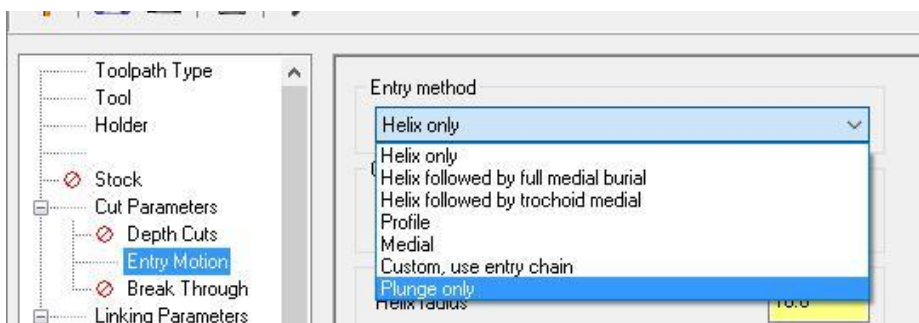 Toolpath Type
Tool
Holder
Stock
Cut Parameters
Depth Cuts
Entry Motion
Break Through
Linking Parameters
Entry method
Helix only
Helix only
Helix followed by full medial burial
Helix followed by trochoid medial
Profile
Medial
Custom, use entry chain
Plunge only
Helix radius